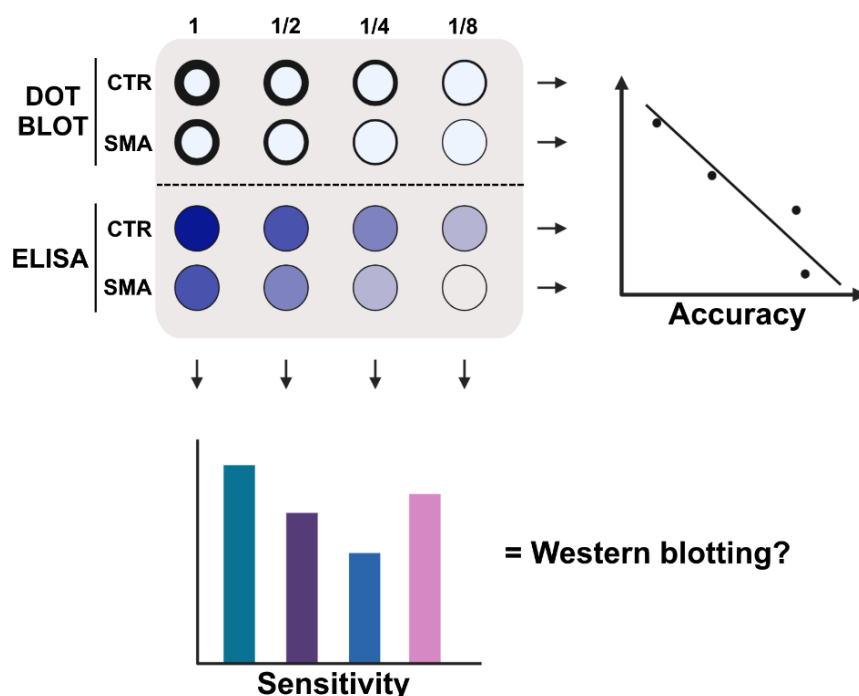 1 1/2 1/4 1/8
DOT
BLOT
CTR
SMA
ELISA
CTR
SMA
Accuracy
= Western blotting?
Sensitivity